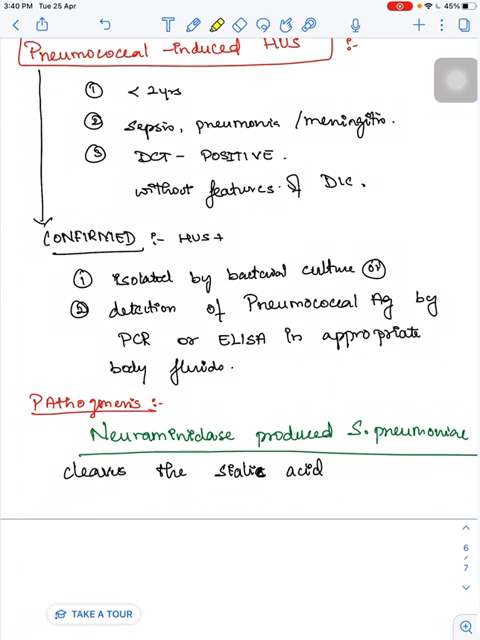 3:40 PM Tue 25 Apr
45%
Pneumococcal induced HUS :-
① < 2yrs
② sepsis, pneumonia / meningitis.
③ DCT - POSITIVE.
without features of DIC.
CONFIRMED :- HUS +
① isolated by bacterial culture or
② detection of Pneumococcal Ag by
PCR or ELISA in appropriate
body fluids.
Pathogenesis :-
Neuraminidase produced S. pneumoniae
cleaves the sialic acid
6
/
7
TAKE A TOUR